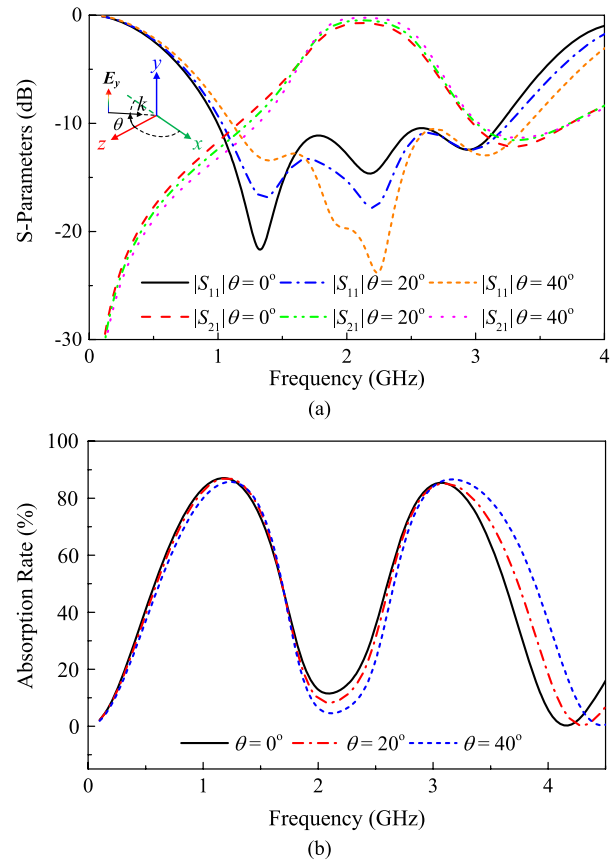 0
-10
-20
-30
S-Parameters (dB)
E_y
y
k
θ
z
x
|S_11| θ = 0°
|S_11| θ = 20°
|S_11| θ = 40°
|S_21| θ = 0°
|S_21| θ = 20°
|S_21| θ = 40°
0 1 2 3 4
Frequency (GHz)
(a)
100
80
60
40
20
0
Absorption Rate (%)
θ = 0° θ = 20° θ = 40°
0 1 2 3 4
Frequency (GHz)
(b)